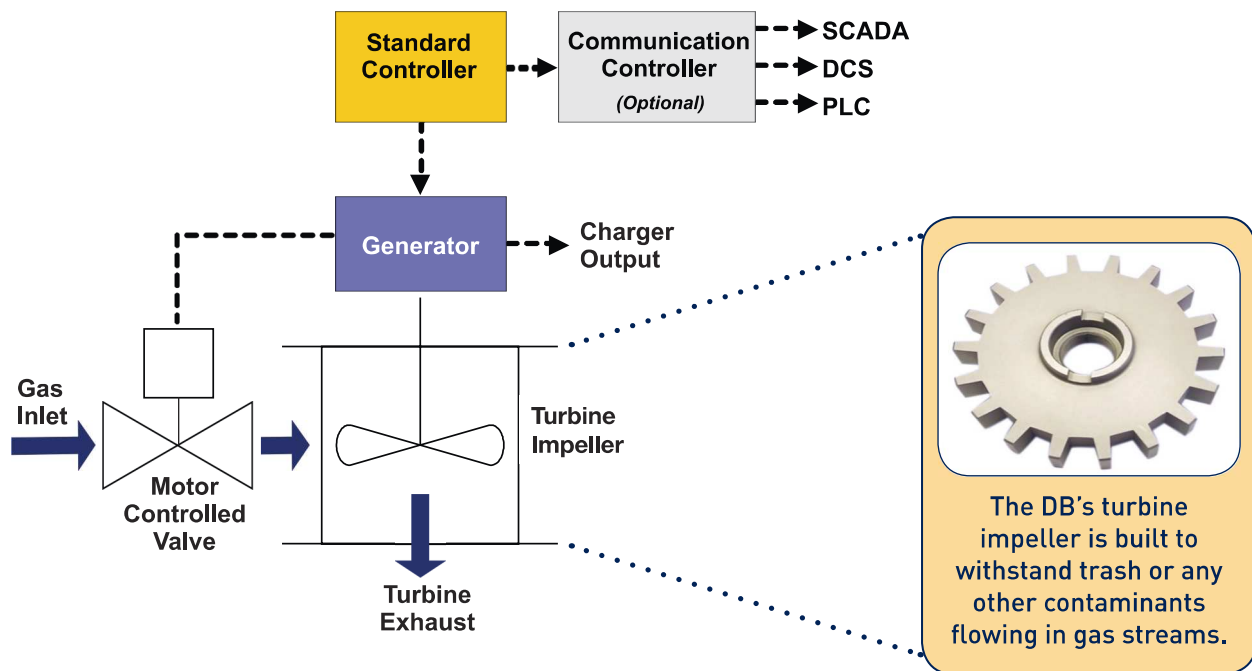 Standard
Controller
Communication
Controller
(Optional)
SCADA
DCS
PLC
Generator
Charger
Output
Gas
Inlet
Motor
Controlled
Valve
Turbine
Impeller
Turbine
Exhaust
The DB’s turbine
impeller is built to
withstand trash or any
other contaminants
flowing in gas streams.